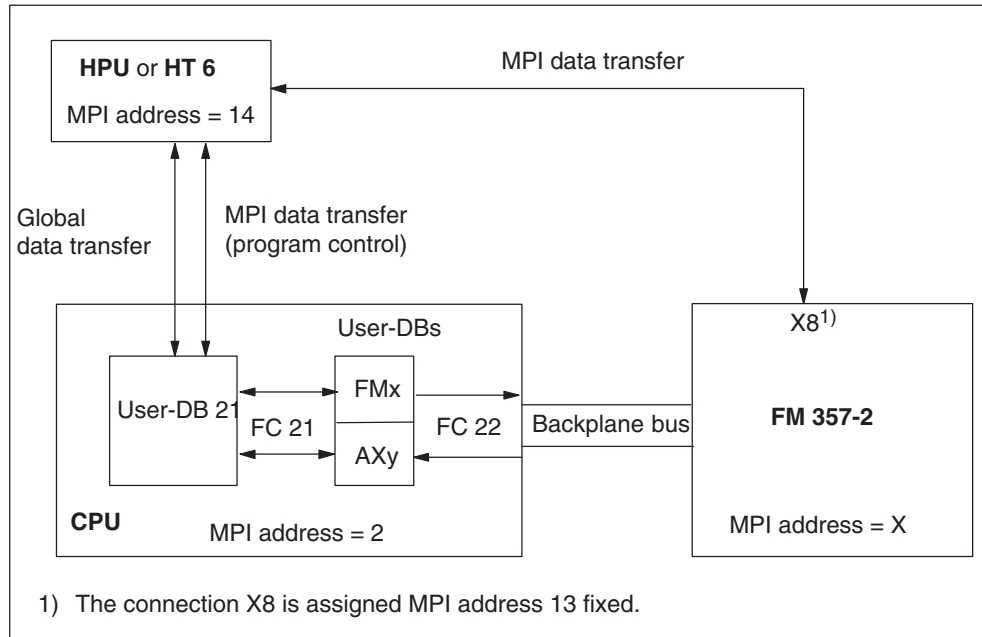 HPU or HT 6
MPI address = 14
MPI data transfer
Global
data transfer
MPI data transfer
(program control)
User-DBs
X8 1)
User-DB 21
FC 21
FMx
AXy
FC 22
Backplane bus
FM 357-2
CPU
MPI address = 2
MPI address = X
1) The connection X8 is assigned MPI address 13 fixed.